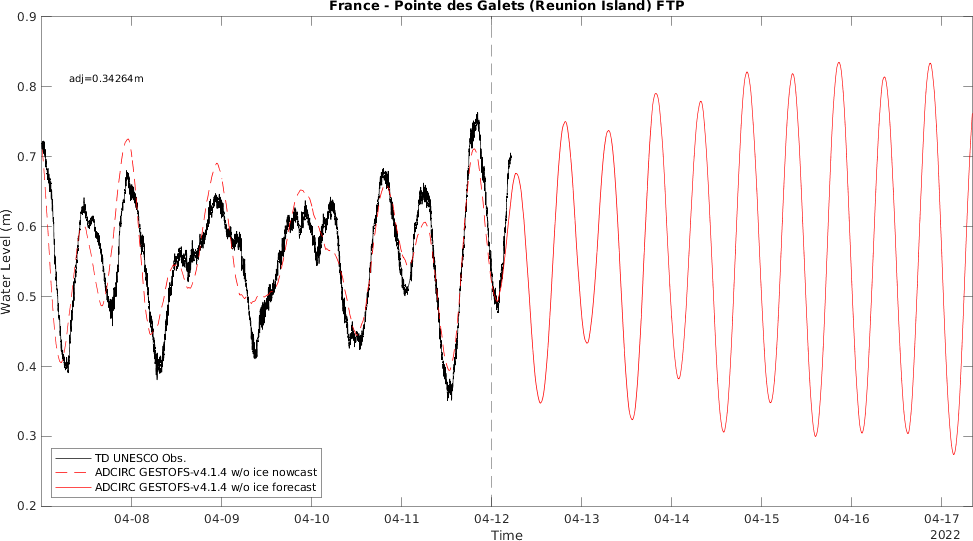 France - Pointe des Galets (Reunion Island) FTP
0.9
adj=0.34264m
0.8
0.7
0.6
Water Level (m)
0.5
0.4
0.3
0.2
TD UNESCO Obs.
ADCIRC GESTOFS-v4.1.4 w/o ice nowcast
ADCIRC GESTOFS-v4.1.4 w/o ice forecast
04-08 04-09 04-10 04-11 04-12 04-13 04-14 04-15 04-16 04-17
Time 2022